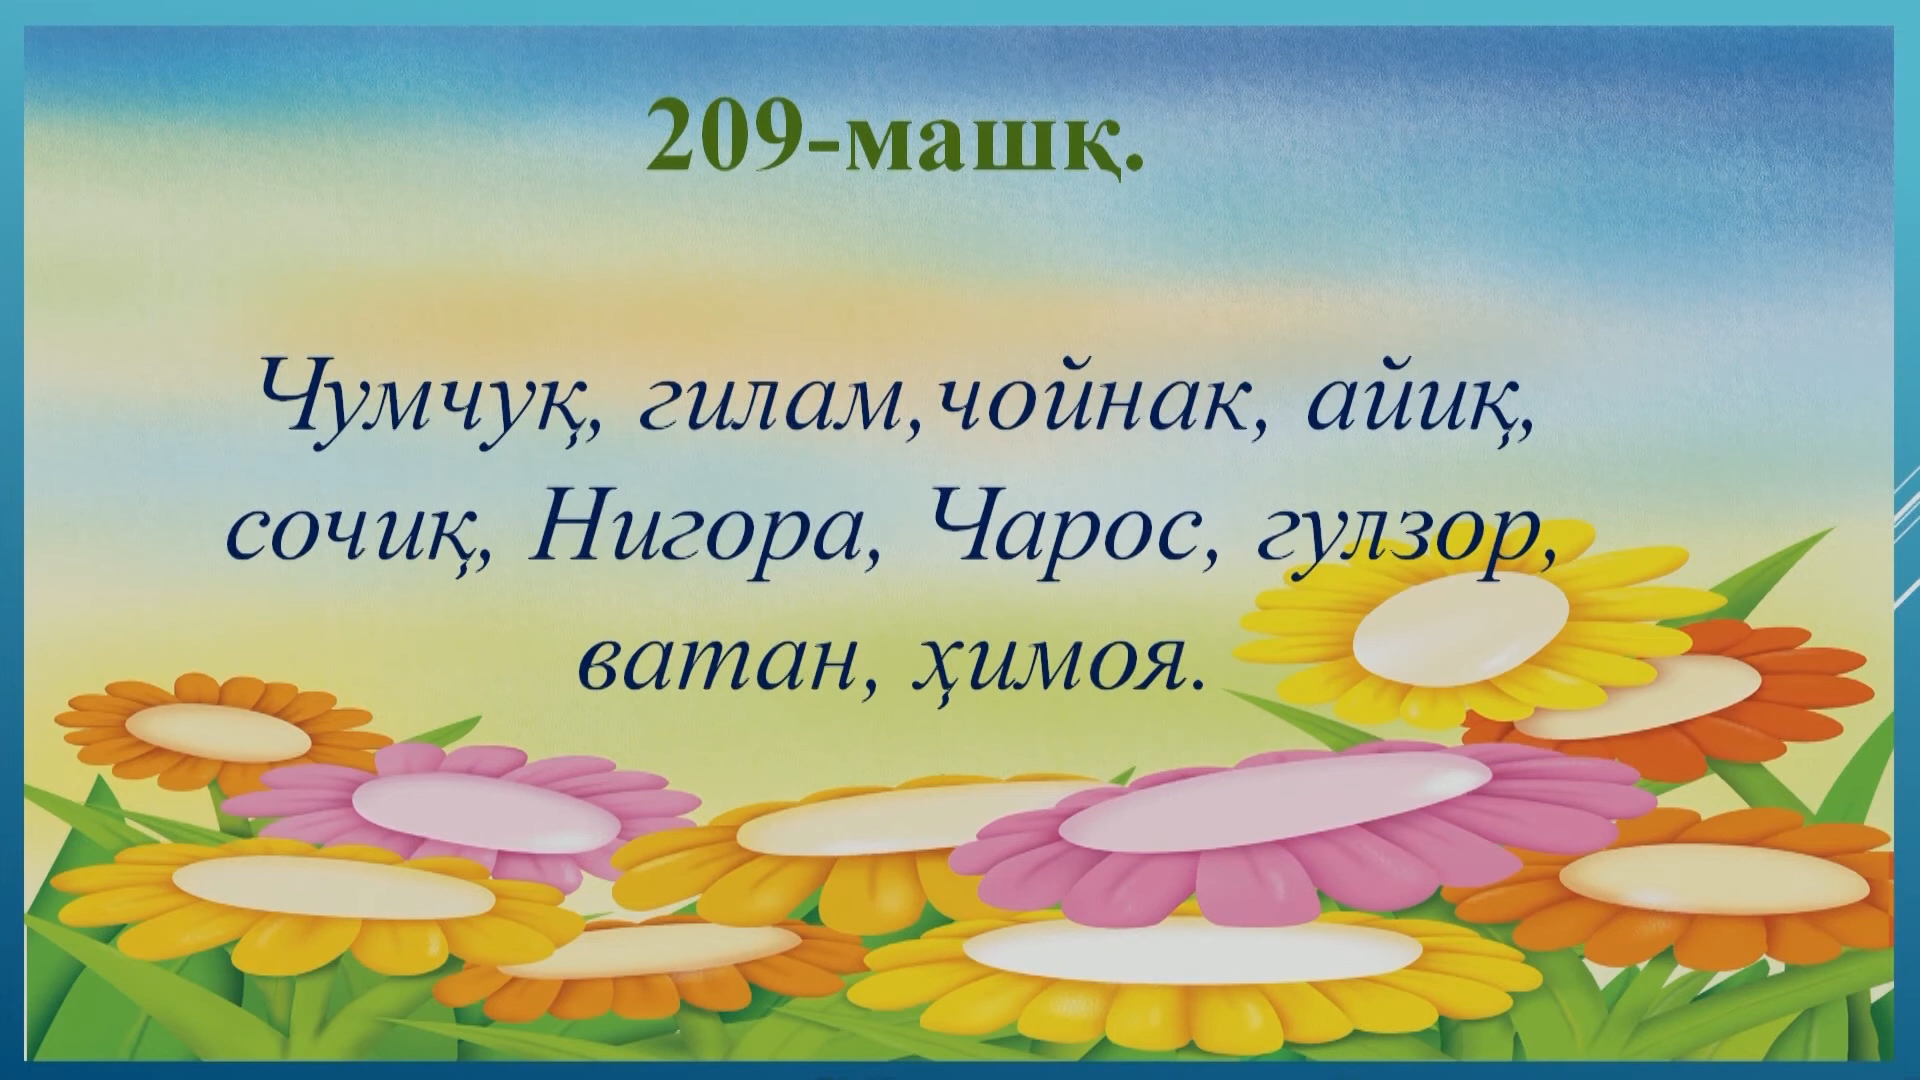 209-машқ.
Чумчуқ, гилам,чойнак, айиқ,
сочиқ, Нигора, Чарос, гулзор,
ватан, ҳимоя.